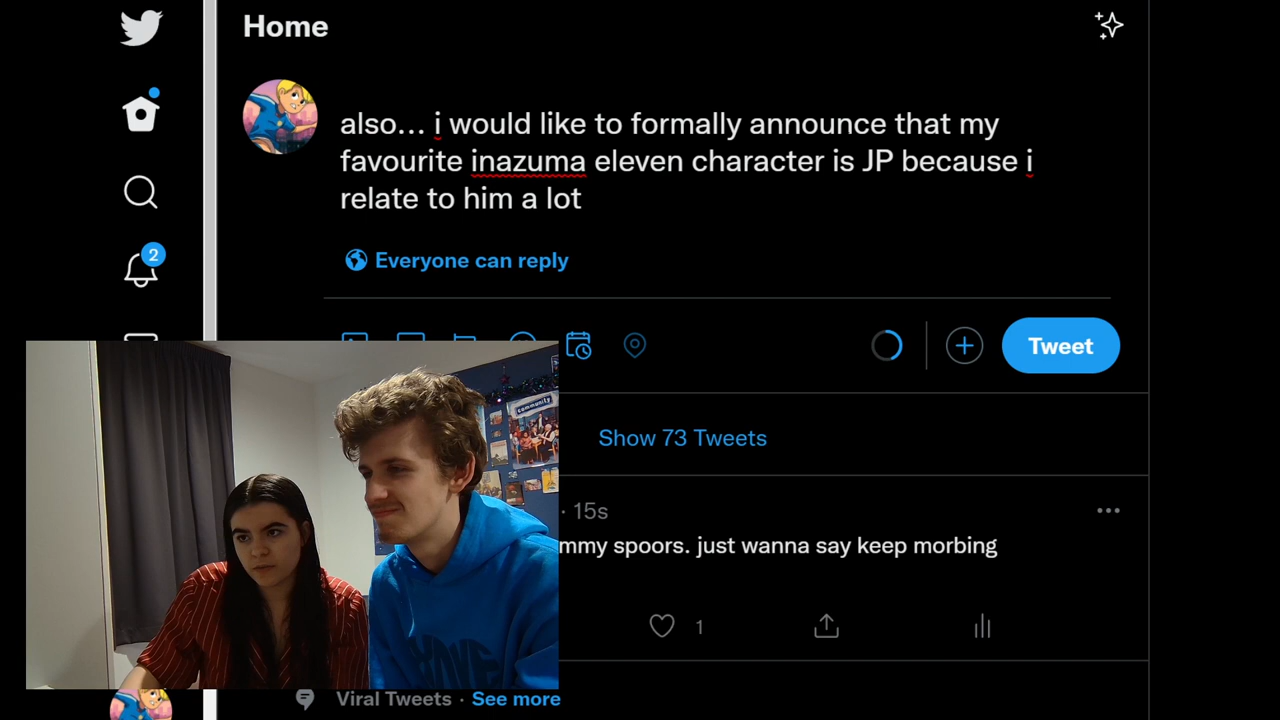 Home
also... i would like to formally announce that my
favourite inazuma eleven character is JP because i
relate to him a lot
Everyone can reply
2
Tweet
Show 73 Tweets
· 15s
mmy spoors. just wanna say keep morbing
1
Viral Tweets · See more
community